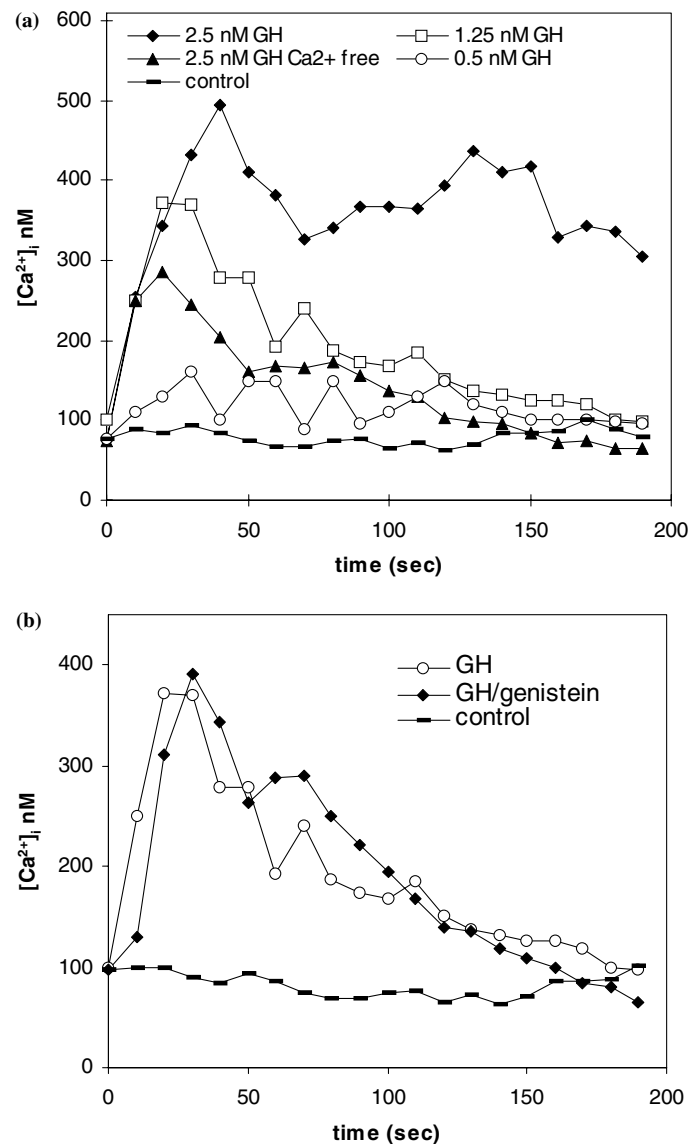 (a)
600
500
400
300
200
100
0
[Ca²⁺]ᵢ nM
2.5 nM GH
1.25 nM GH
2.5 nM GH Ca2+ free
0.5 nM GH
control
0
50
100
150
200
time (sec)
(b)
400
300
200
100
0
[Ca²⁺]ᵢ nM
GH
GH/genistein
control
0
50
100
150
200
time (sec)